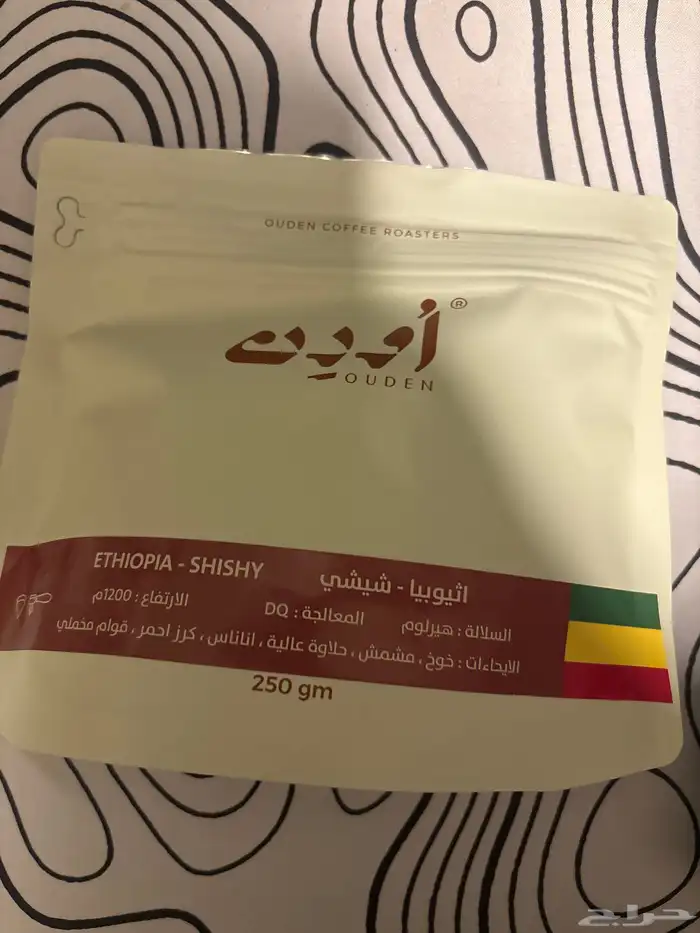 OUDEN COFFEE ROASTERS
أودن ®
OUDEN
ETHIOPIA - SHISHY
اثيوبيا - شيشي
السلالة : هيرلوم المعالجة : DQ الارتفاع : 1200م
الايحاءات : خوخ ، مشمش ، حلاوة عالية ، اناناس ، كرز احمر ، قوام مخملي
250 gm
حراج